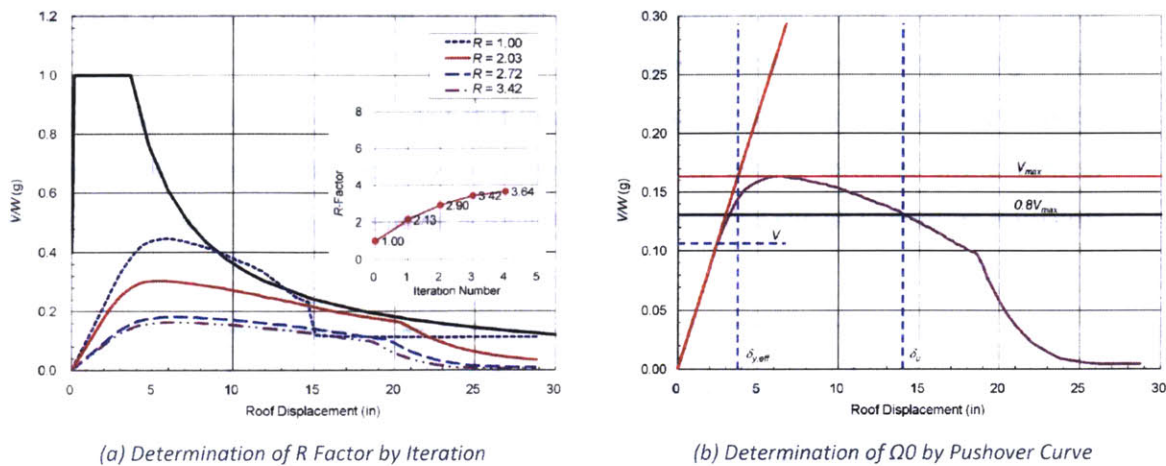 R = 1.00
R = 2.03
R = 2.72
R = 3.42
1.0
0.8
0.6
0.4
0.2
0.0
V/W (g)
0 5 10 15 20 25 30
Roof Displacement (in)
8
6
4
2
0
R-Factor
1.00
2.13
2.90
3.42
3.64
0 1 2 3 4 5
Iteration Number
(a) Determination of R Factor by Iteration
0.30
0.25
0.20
0.15
0.10
0.05
0.00
V/W (g)
Vmax
0.8Vmax
V
δy,eff
δu
0 5 10 15 20 25 30
Roof Displacement (in)
(b) Determination of Ω0 by Pushover Curve